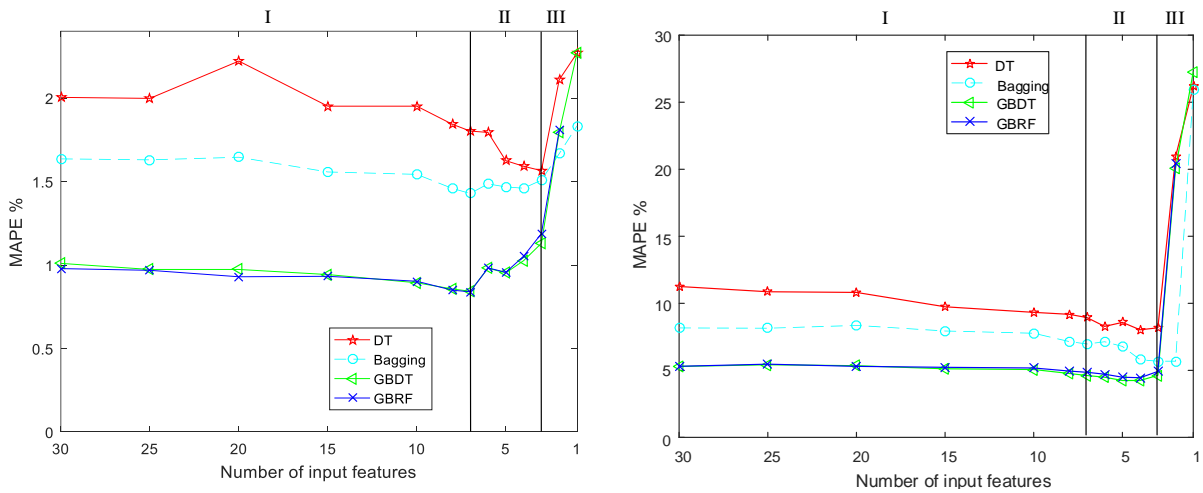 I II III
2
1.5
1
0.5
0
MAPE %
DT
Bagging
GBDT
GBRF
30 25 20 15 10 5 1
Number of input features
I II III
30
25
20
15
10
5
0
MAPE %
DT
Bagging
GBDT
GBRF
30 25 20 15 10 5 1
Number of input features